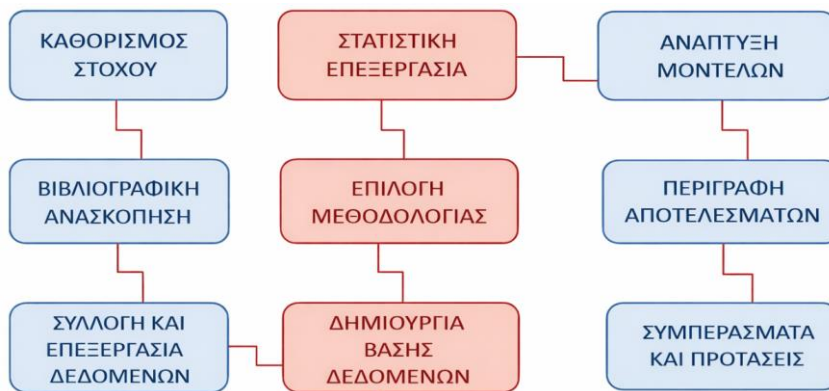 ΚΑΘΟΡΙΣΜΟΣ
ΣΤΟΧΟΥ
ΒΙΒΛΙΟΓΡΑΦΙΚΗ
ΑΝΑΣΚΟΠΗΣΗ
ΣΥΛΛΟΓΗ ΚΑΙ
ΕΠΕΞΕΡΓΑΣΙΑ
ΔΕΔΟΜΕΝΩΝ
ΔΗΜΙΟΥΡΓΙΑ
ΒΑΣΗΣ
ΔΕΔΟΜΕΝΩΝ
ΕΠΙΛΟΓΗ
ΜΕΘΟΔΟΛΟΓΙΑΣ
ΣΤΑΤΙΣΤΙΚΗ
ΕΠΕΞΕΡΓΑΣΙΑ
ΑΝΑΠΤΥΞΗ
ΜΟΝΤΕΛΩΝ
ΠΕΡΙΓΡΑΦΗ
ΑΠΟΤΕΛΕΣΜΑΤΩΝ
ΣΥΜΠΕΡΑΣΜΑΤΑ
ΚΑΙ ΠΡΟΤΑΣΕΙΣ